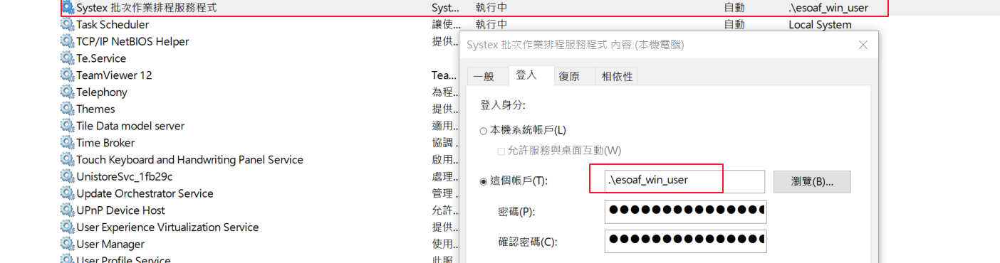 Systex 批次作業排程服務程式 Syst... 執行中 自動 .\esoaf_win_user
Task Scheduler 讓使... 執行中 自動 Local System
TCP/IP NetBIOS Helper 提供...
Te.Service
TeamViewer 12 Tea...
Telephony 為程...
Themes 提供...
Tile Data model server 適用...
Time Broker 協調...
Touch Keyboard and Handwriting Panel Service 啟用...
UnistoreSvc_1fb29c 處理...
Update Orchestrator Service 管理...
UPnP Device Host 允許...
User Experience Virtualization Service 提供...
User Manager 使用...
User Profile Service 此服...
Systex 批次作業排程服務程式 內容 (本機電腦)
一般 登入 復原 相依性
登入身分:
本機系統帳戶(L)
允許服務與桌面互動(W)
這個帳戶(T): .\esoaf_win_user 瀏覽(B)...
密碼(P):
確認密碼(C):